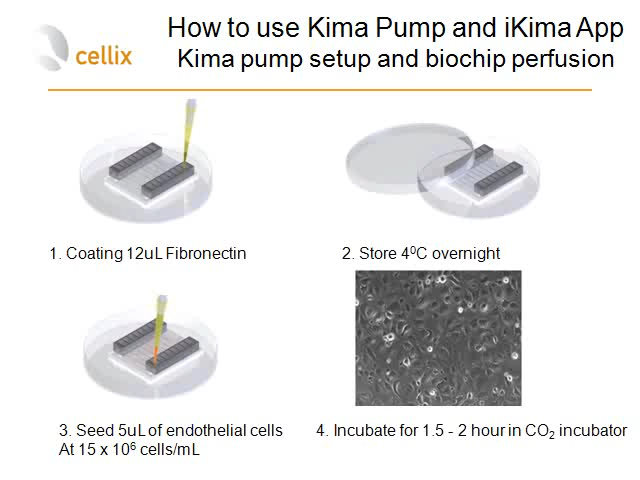 cellix
How to use Kima Pump and iKima App
Kima pump setup and biochip perfusion
1. Coating 12uL Fibronectin
2. Store 4⁰C overnight
3. Seed 5uL of endothelial cells
At 15 x 10⁶ cells/mL
4. Incubate for 1.5 - 2 hour in CO₂ incubator